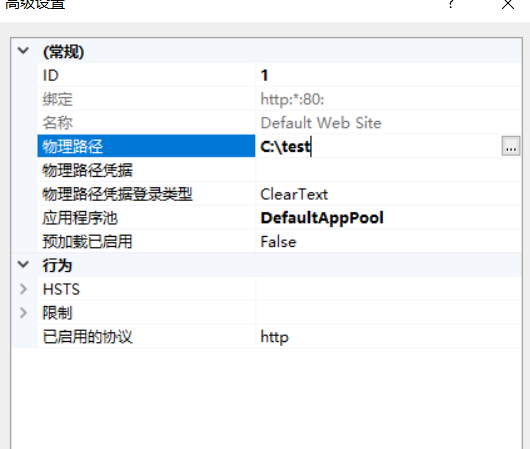 高级设置 ?
(常规)
ID 1
绑定 http:*:80:
名称 Default Web Site
物理路径 C:\test ...
物理路径凭据
物理路径凭据登录类型 ClearText
应用程序池 DefaultAppPool
预加载已启用 False
行为
HSTS
限制
已启用的协议 http